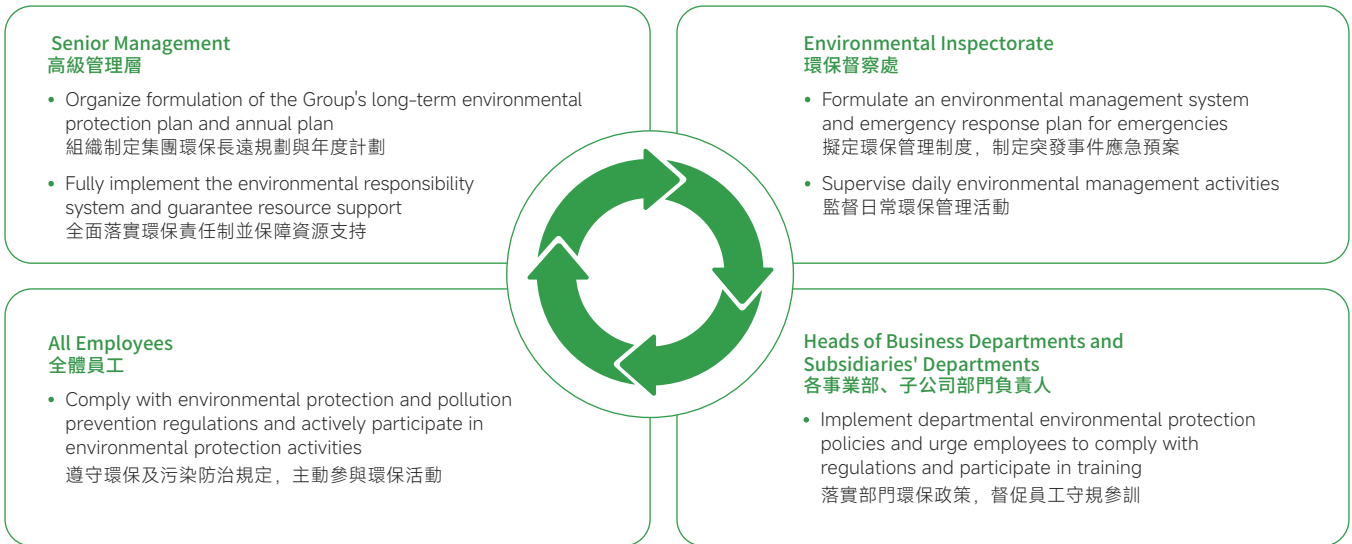 Senior Management
高級管理層
• Organize formulation of the Group's long-term environmental
protection plan and annual plan
組織制定集團環保長遠規劃與年度計劃
• Fully implement the environmental responsibility
system and guarantee resource support
全面落實環保責任制並保障資源支持
Environmental Inspectorate
環保督察處
• Formulate an environmental management system
and emergency response plan for emergencies
擬定環保管理制度，制定突發事件應急預案
• Supervise daily environmental management activities
監督日常環保管理活動
All Employees
全體員工
• Comply with environmental protection and pollution
prevention regulations and actively participate in
environmental protection activities
遵守環保及污染防治規定，主動參與環保活動
Heads of Business Departments and
Subsidiaries' Departments
各事業部、子公司部門負責人
• Implement departmental environmental protection
policies and urge employees to comply with
regulations and participate in training
落實部門環保政策，督促員工守規參訓